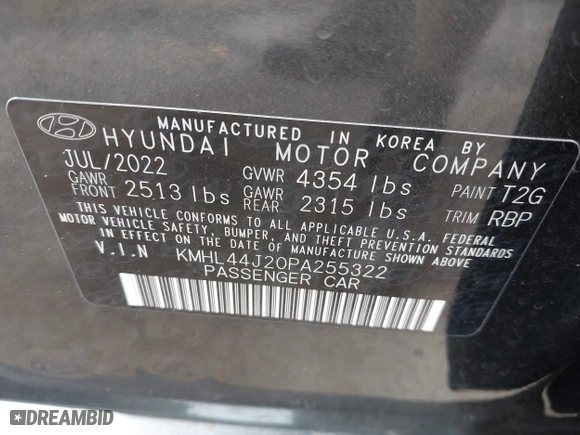 MANUFACTURED IN KOREA BY
HYUNDAI MOTOR COMPANY
JUL/2022 GVWR 4354 lbs PAINT T2G
GAWR FRONT 2513 lbs GAWR REAR 2315 lbs TRIM RBP
THIS VEHICLE CONFORMS TO ALL APPLICABLE U.S.A. FEDERAL
MOTOR VEHICLE SAFETY, BUMPER, AND THEFT PREVENTION STANDARDS
IN EFFECT ON THE DATE OF MANUFACTURE SHOWN ABOVE.
V.I.N KMHL44J20PA255322
PASSENGER CAR
DREAMBID